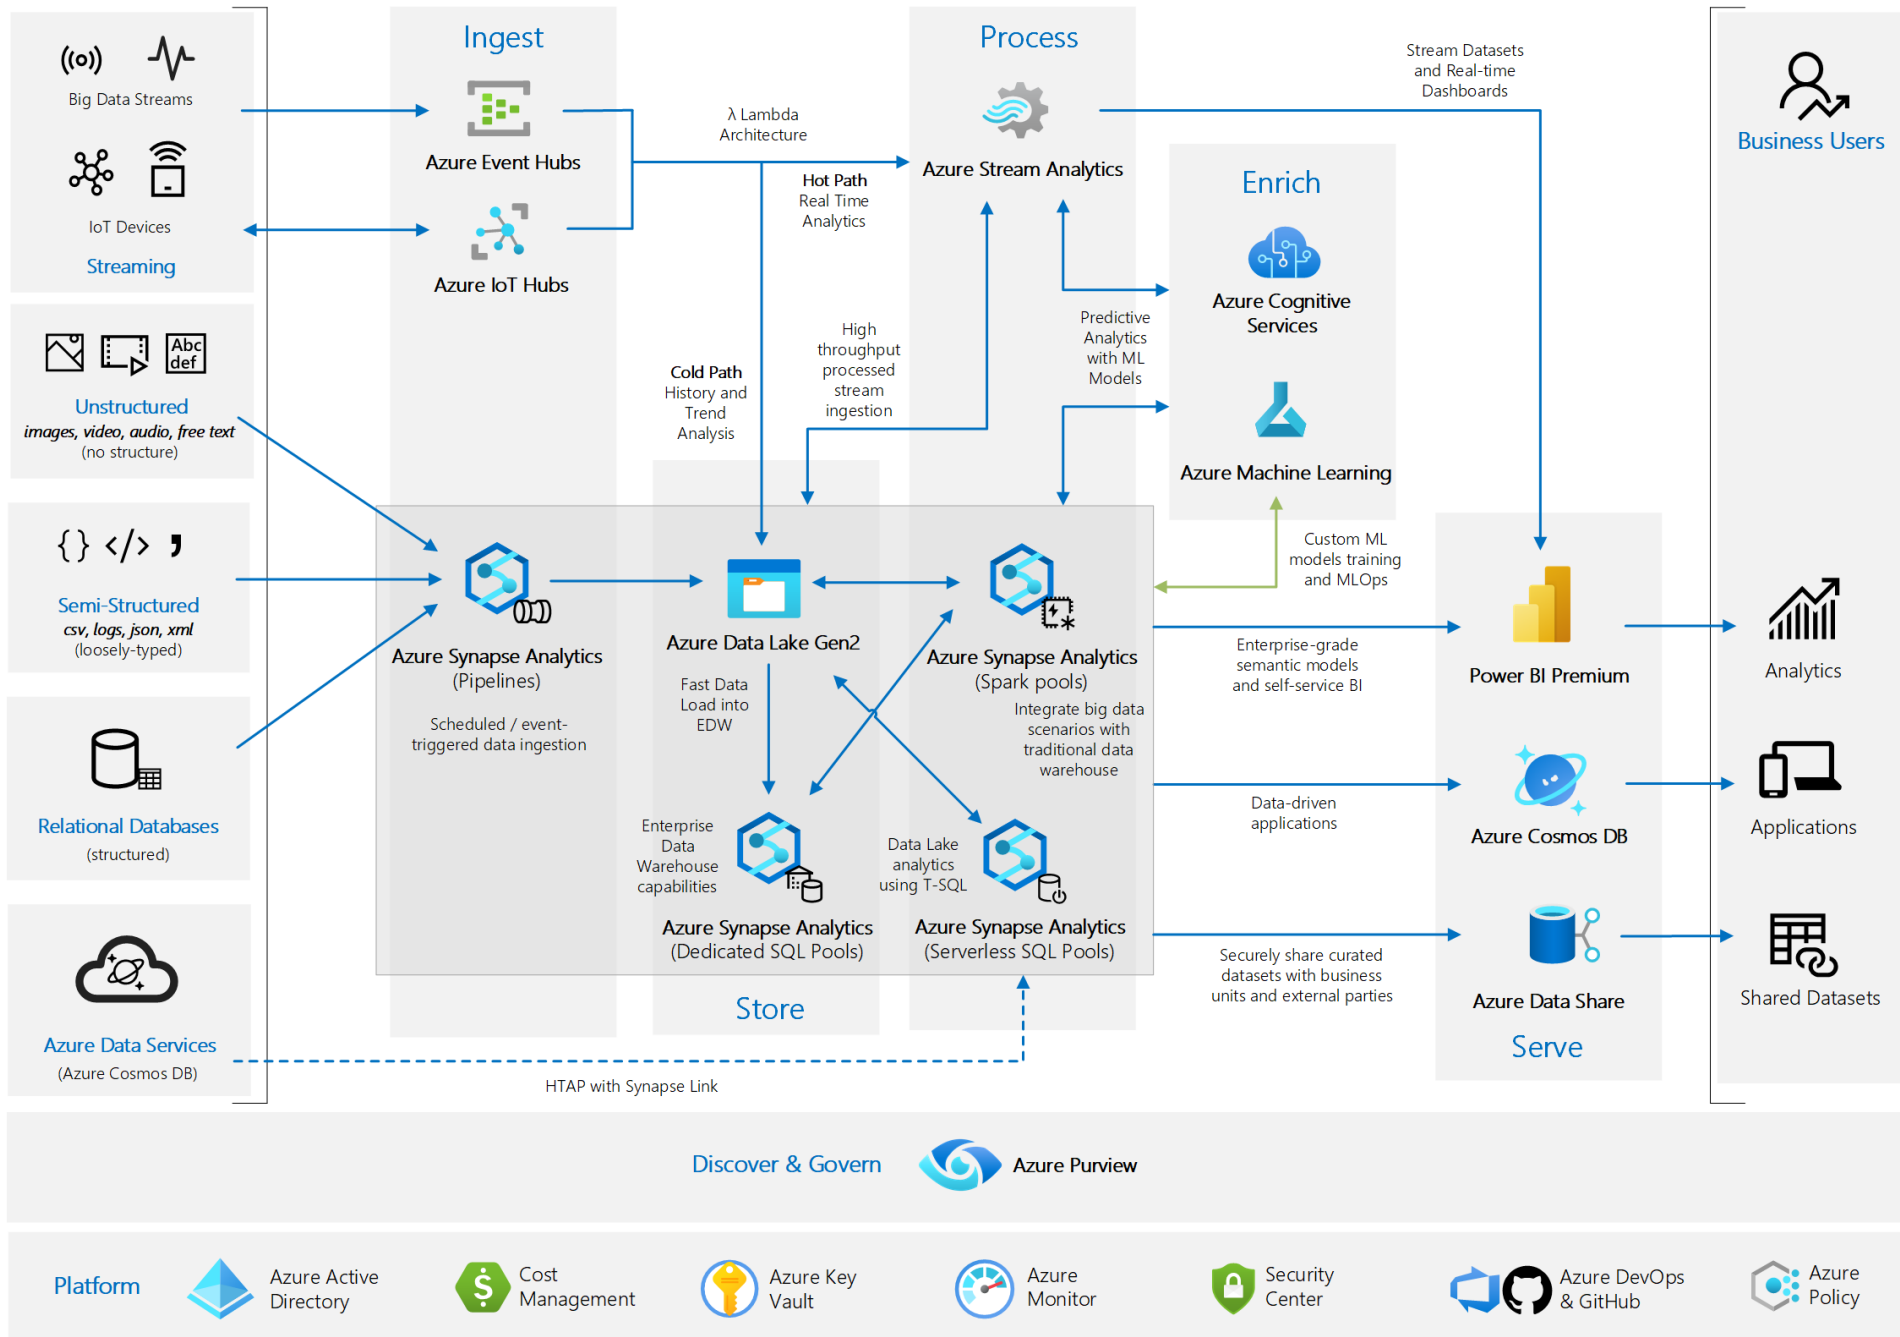 Big Data Streams
IoT Devices
Streaming
Abc
def
Unstructured
images, video, audio, free text
(no structure)
Semi-Structured
csv, logs, json, xml
(loosely-typed)
Relational Databases
(structured)
Azure Data Services
(Azure Cosmos DB)
Ingest
Azure Event Hubs
Azure IoT Hubs
λ Lambda
Architecture
Hot Path
Real Time
Analytics
Cold Path
History and
Trend
Analysis
High
throughput
processed
stream
ingestion
Process
Azure Stream Analytics
Predictive
Analytics
with ML
Models
Enrich
Azure Cognitive
Services
Azure Machine Learning
Custom ML
models training
and MLOps
Stream Datasets
and Real-time
Dashboards
Azure Synapse Analytics
(Pipelines)
Scheduled / event-
triggered data ingestion
Azure Data Lake Gen2
Fast Data
Load into
EDW
Azure Synapse Analytics
(Spark pools)
Integrate big data
scenarios with
traditional data
warehouse
Enterprise
Data
Warehouse
capabilities
Azure Synapse Analytics
(Dedicated SQL Pools)
Data Lake
analytics
using T-SQL
Azure Synapse Analytics
(Serverless SQL Pools)
Store
HTAP with Synapse Link
Enterprise-grade
semantic models
and self-service BI
Data-driven
applications
Securely share curated
datasets with business
units and external parties
Power BI Premium
Azure Cosmos DB
Azure Data Share
Serve
Business Users
Analytics
Applications
Shared Datasets
Discover & Govern
Azure Purview
Platform
Azure Active
Directory
Cost
Management
Azure Key
Vault
Azure
Monitor
Security
Center
Azure DevOps
& GitHub
Azure
Policy